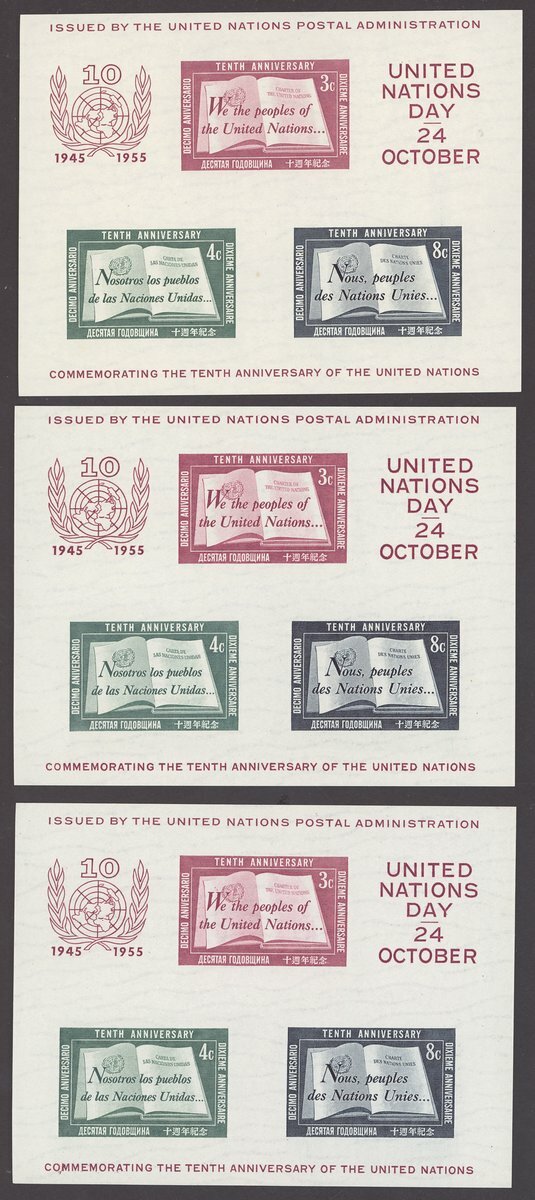 ISSUED BY THE UNITED NATIONS POSTAL ADMINISTRATION
10
1945 1955
TENTH ANNIVERSARY
DECIMO ANIVERSARIO
3c
CHARTER OF
THE UNITED NATIONS
We the peoples of
the United Nations...
DIXIEME ANNIVERSAIRE
ДЕСЯТАЯ ГОДОВЩИНА 十週年紀念
UNITED
NATIONS
DAY
24
OCTOBER
TENTH ANNIVERSARY
DECIMO ANIVERSARIO
4c
CARTA DE
LAS NACIONES UNIDAS
Nosotros los pueblos
de las Naciones Unidas...
DIXIEME ANNIVERSAIRE
ДЕСЯТАЯ ГОДОВЩИНА 十週年紀念
TENTH ANNIVERSARY
DECIMO ANIVERSARIO
8c
CHARTE
DES NATIONS UNIES
Nous, peuples
des Nations Unies...
DIXIEME ANNIVERSAIRE
ДЕСЯТАЯ ГОДОВЩИНА 十週年紀念
COMMEMORATING THE TENTH ANNIVERSARY OF THE UNITED NATIONS
ISSUED BY THE UNITED NATIONS POSTAL ADMINISTRATION
10
1945 1955
TENTH ANNIVERSARY
DECIMO ANIVERSARIO
3c
CHARTER OF
THE UNITED NATIONS
We the peoples of
the United Nations...
DIXIEME ANNIVERSAIRE
ДЕСЯТАЯ ГОДОВЩИНА 十週年紀念
UNITED
NATIONS
DAY
24
OCTOBER
TENTH ANNIVERSARY
DECIMO ANIVERSARIO
4c
CARTA DE
LAS NACIONES UNIDAS
Nosotros los pueblos
de las Naciones Unidas...
DIXIEME ANNIVERSAIRE
ДЕСЯТАЯ ГОДОВЩИНА 十週年紀念
TENTH ANNIVERSARY
DECIMO ANIVERSARIO
8c
CHARTE
DES NATIONS UNIES
Nous, peuples
des Nations Unies...
DIXIEME ANNIVERSAIRE
ДЕСЯТАЯ ГОДОВЩИНА 十週年紀念
COMMEMORATING THE TENTH ANNIVERSARY OF THE UNITED NATIONS
ISSUED BY THE UNITED NATIONS POSTAL ADMINISTRATION
10
1945 1955
TENTH ANNIVERSARY
DECIMO ANIVERSARIO
3c
CHARTER OF
THE UNITED NATIONS
We the peoples of
the United Nations...
DIXIEME ANNIVERSAIRE
ДЕСЯТАЯ ГОДОВЩИНА 十週年紀念
UNITED
NATIONS
DAY
24
OCTOBER
TENTH ANNIVERSARY
DECIMO ANIVERSARIO
4c
CARTA DE
LAS NACIONES UNIDAS
Nosotros los pueblos
de las Naciones Unidas...
DIXIEME ANNIVERSAIRE
ДЕСЯТАЯ ГОДОВЩИНА 十週年紀念
TENTH ANNIVERSARY
DECIMO ANIVERSARIO
8c
CHARTE
DES NATIONS UNIES
Nous, peuples
des Nations Unies...
DIXIEME ANNIVERSAIRE
ДЕСЯТАЯ ГОДОВЩИНА 十週年紀念
COMMEMORATING THE TENTH ANNIVERSARY OF THE UNITED NATIONS